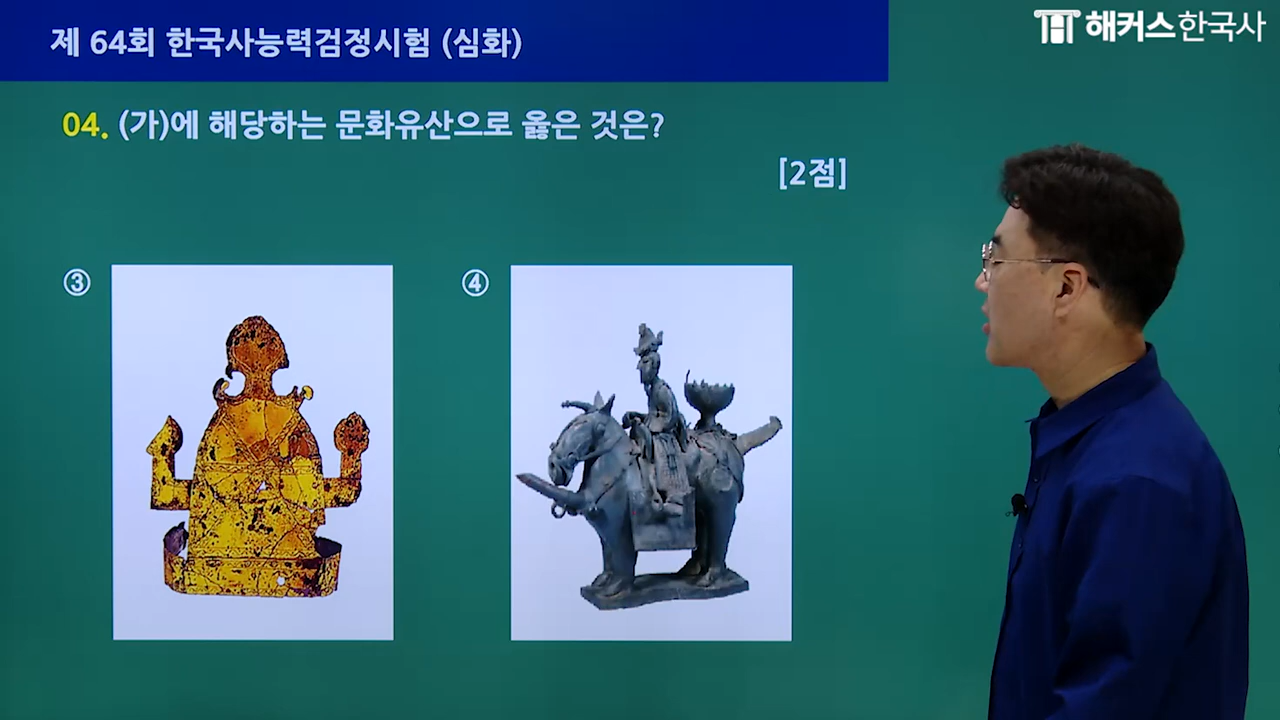 제 64회 한국사능력검정시험 (심화)
해커스한국사
04. (가)에 해당하는 문화유산으로 옳은 것은?
[2점]
③
④